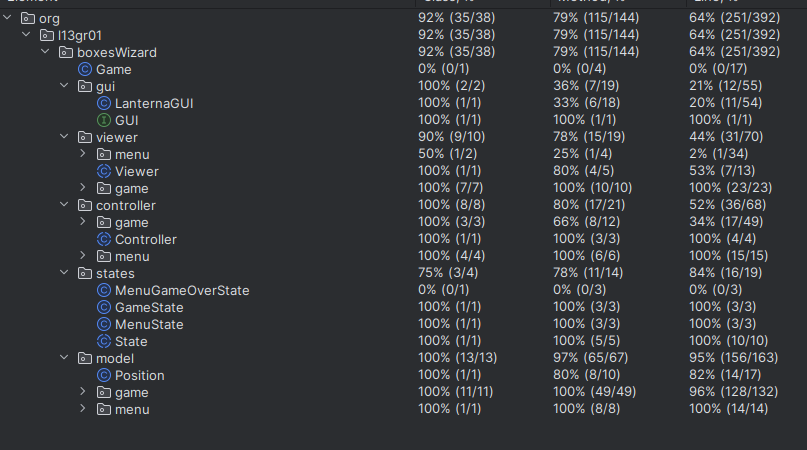 Element Class, % Method, % Line, %
org 92% (35/38) 79% (115/144) 64% (251/392)
l13gr01 92% (35/38) 79% (115/144) 64% (251/392)
boxesWizard 92% (35/38) 79% (115/144) 64% (251/392)
Game 0% (0/1) 0% (0/4) 0% (0/17)
gui 100% (2/2) 36% (7/19) 21% (12/55)
LanternaGUI 100% (1/1) 33% (6/18) 20% (11/54)
GUI 100% (1/1) 100% (1/1) 100% (1/1)
viewer 90% (9/10) 78% (15/19) 44% (31/70)
menu 50% (1/2) 25% (1/4) 2% (1/34)
Viewer 100% (1/1) 80% (4/5) 53% (7/13)
game 100% (7/7) 100% (10/10) 100% (23/23)
controller 100% (8/8) 80% (17/21) 52% (36/68)
game 100% (3/3) 66% (8/12) 34% (17/49)
Controller 100% (1/1) 100% (3/3) 100% (4/4)
menu 100% (4/4) 100% (6/6) 100% (15/15)
states 75% (3/4) 78% (11/14) 84% (16/19)
MenuGameOverState 0% (0/1) 0% (0/3) 0% (0/3)
GameState 100% (1/1) 100% (3/3) 100% (3/3)
MenuState 100% (1/1) 100% (3/3) 100% (3/3)
State 100% (1/1) 100% (5/5) 100% (10/10)
model 100% (13/13) 97% (65/67) 95% (156/163)
Position 100% (1/1) 80% (8/10) 82% (14/17)
game 100% (11/11) 100% (49/49) 96% (128/132)
menu 100% (1/1) 100% (8/8) 100% (14/14)